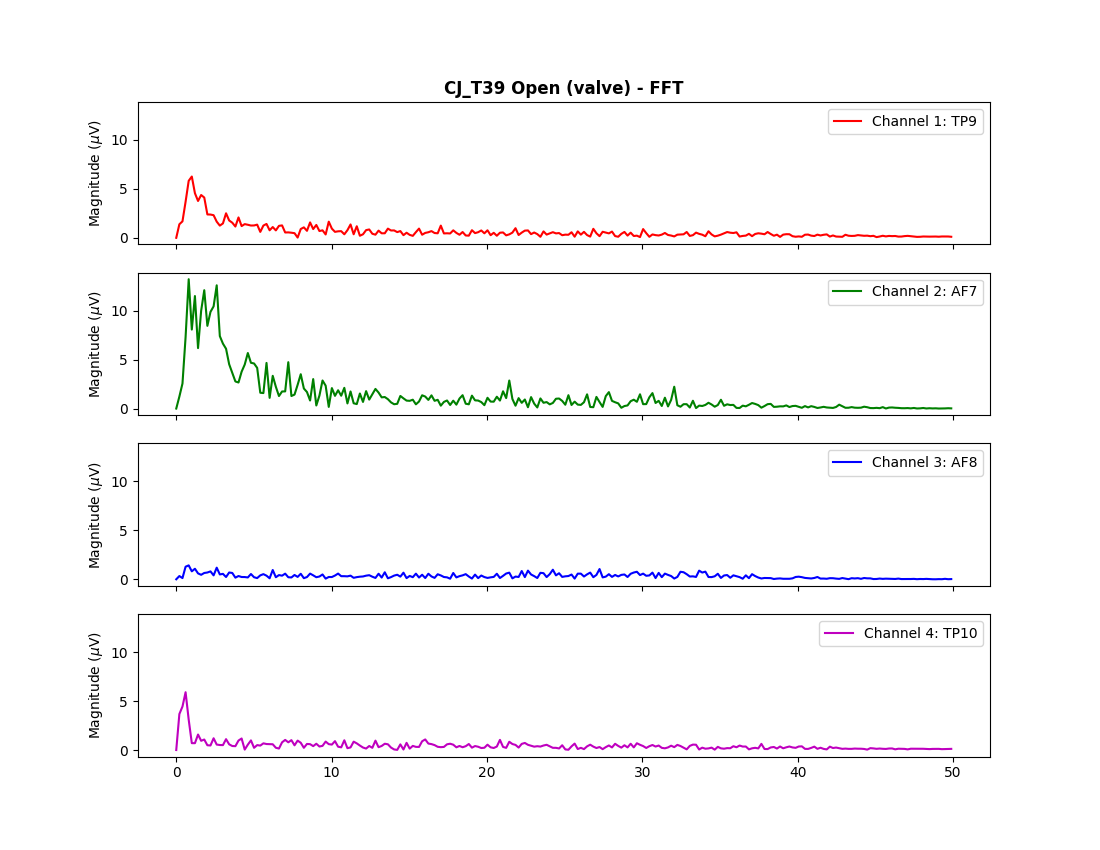 CJ_T39 Open (valve) - FFT
Channel 1: TP9
Magnitude (μV)
10
5
0
Channel 2: AF7
Magnitude (μV)
10
5
0
Channel 3: AF8
Magnitude (μV)
10
5
0
Channel 4: TP10
Magnitude (μV)
10
5
0
0 10 20 30 40 50